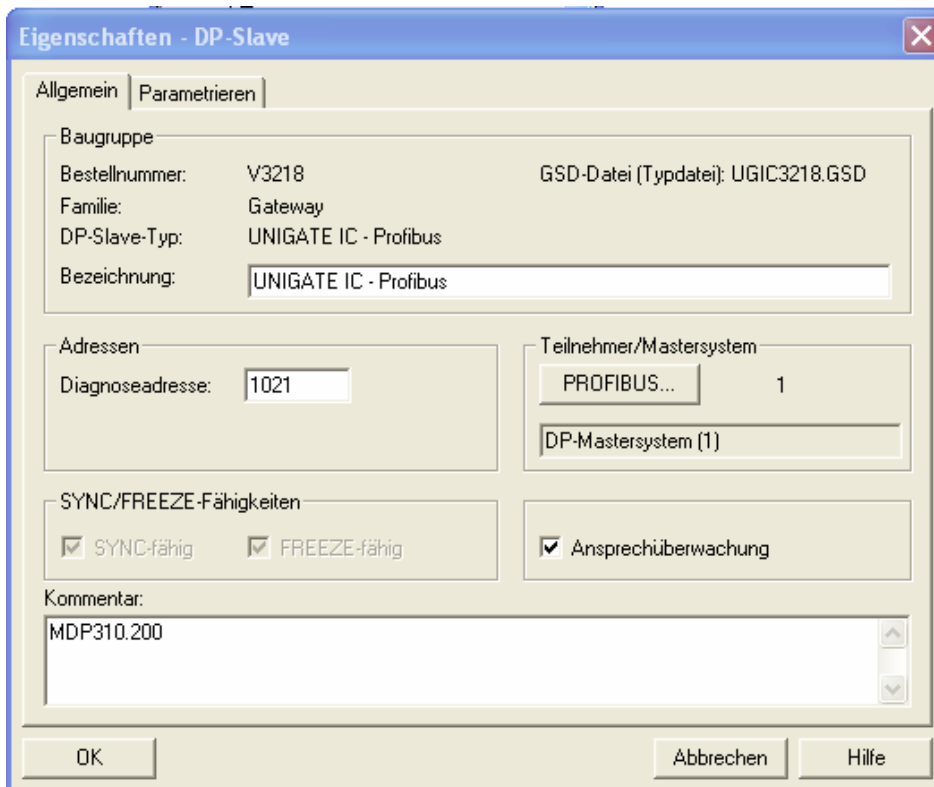 Eigenschaften - DP-Slave
Allgemein Parametrieren
Baugruppe
Bestellnummer: V3218 GSD-Datei (Typdatei): UGIC3218.GSD
Familie: Gateway
DP-Slave-Typ: UNIGATE IC - Profibus
Bezeichnung: UNIGATE IC - Profibus
Adressen
Diagnoseadresse: 1021
Teilnehmer/Mastersystem
PROFIBUS... 1
DP-Mastersystem (1)
SYNC/FREEZE-Fähigkeiten
SYNC-fähig FREEZE-fähig
Ansprechüberwachung
Kommentar:
MDP310.200
OK Abbrechen Hilfe